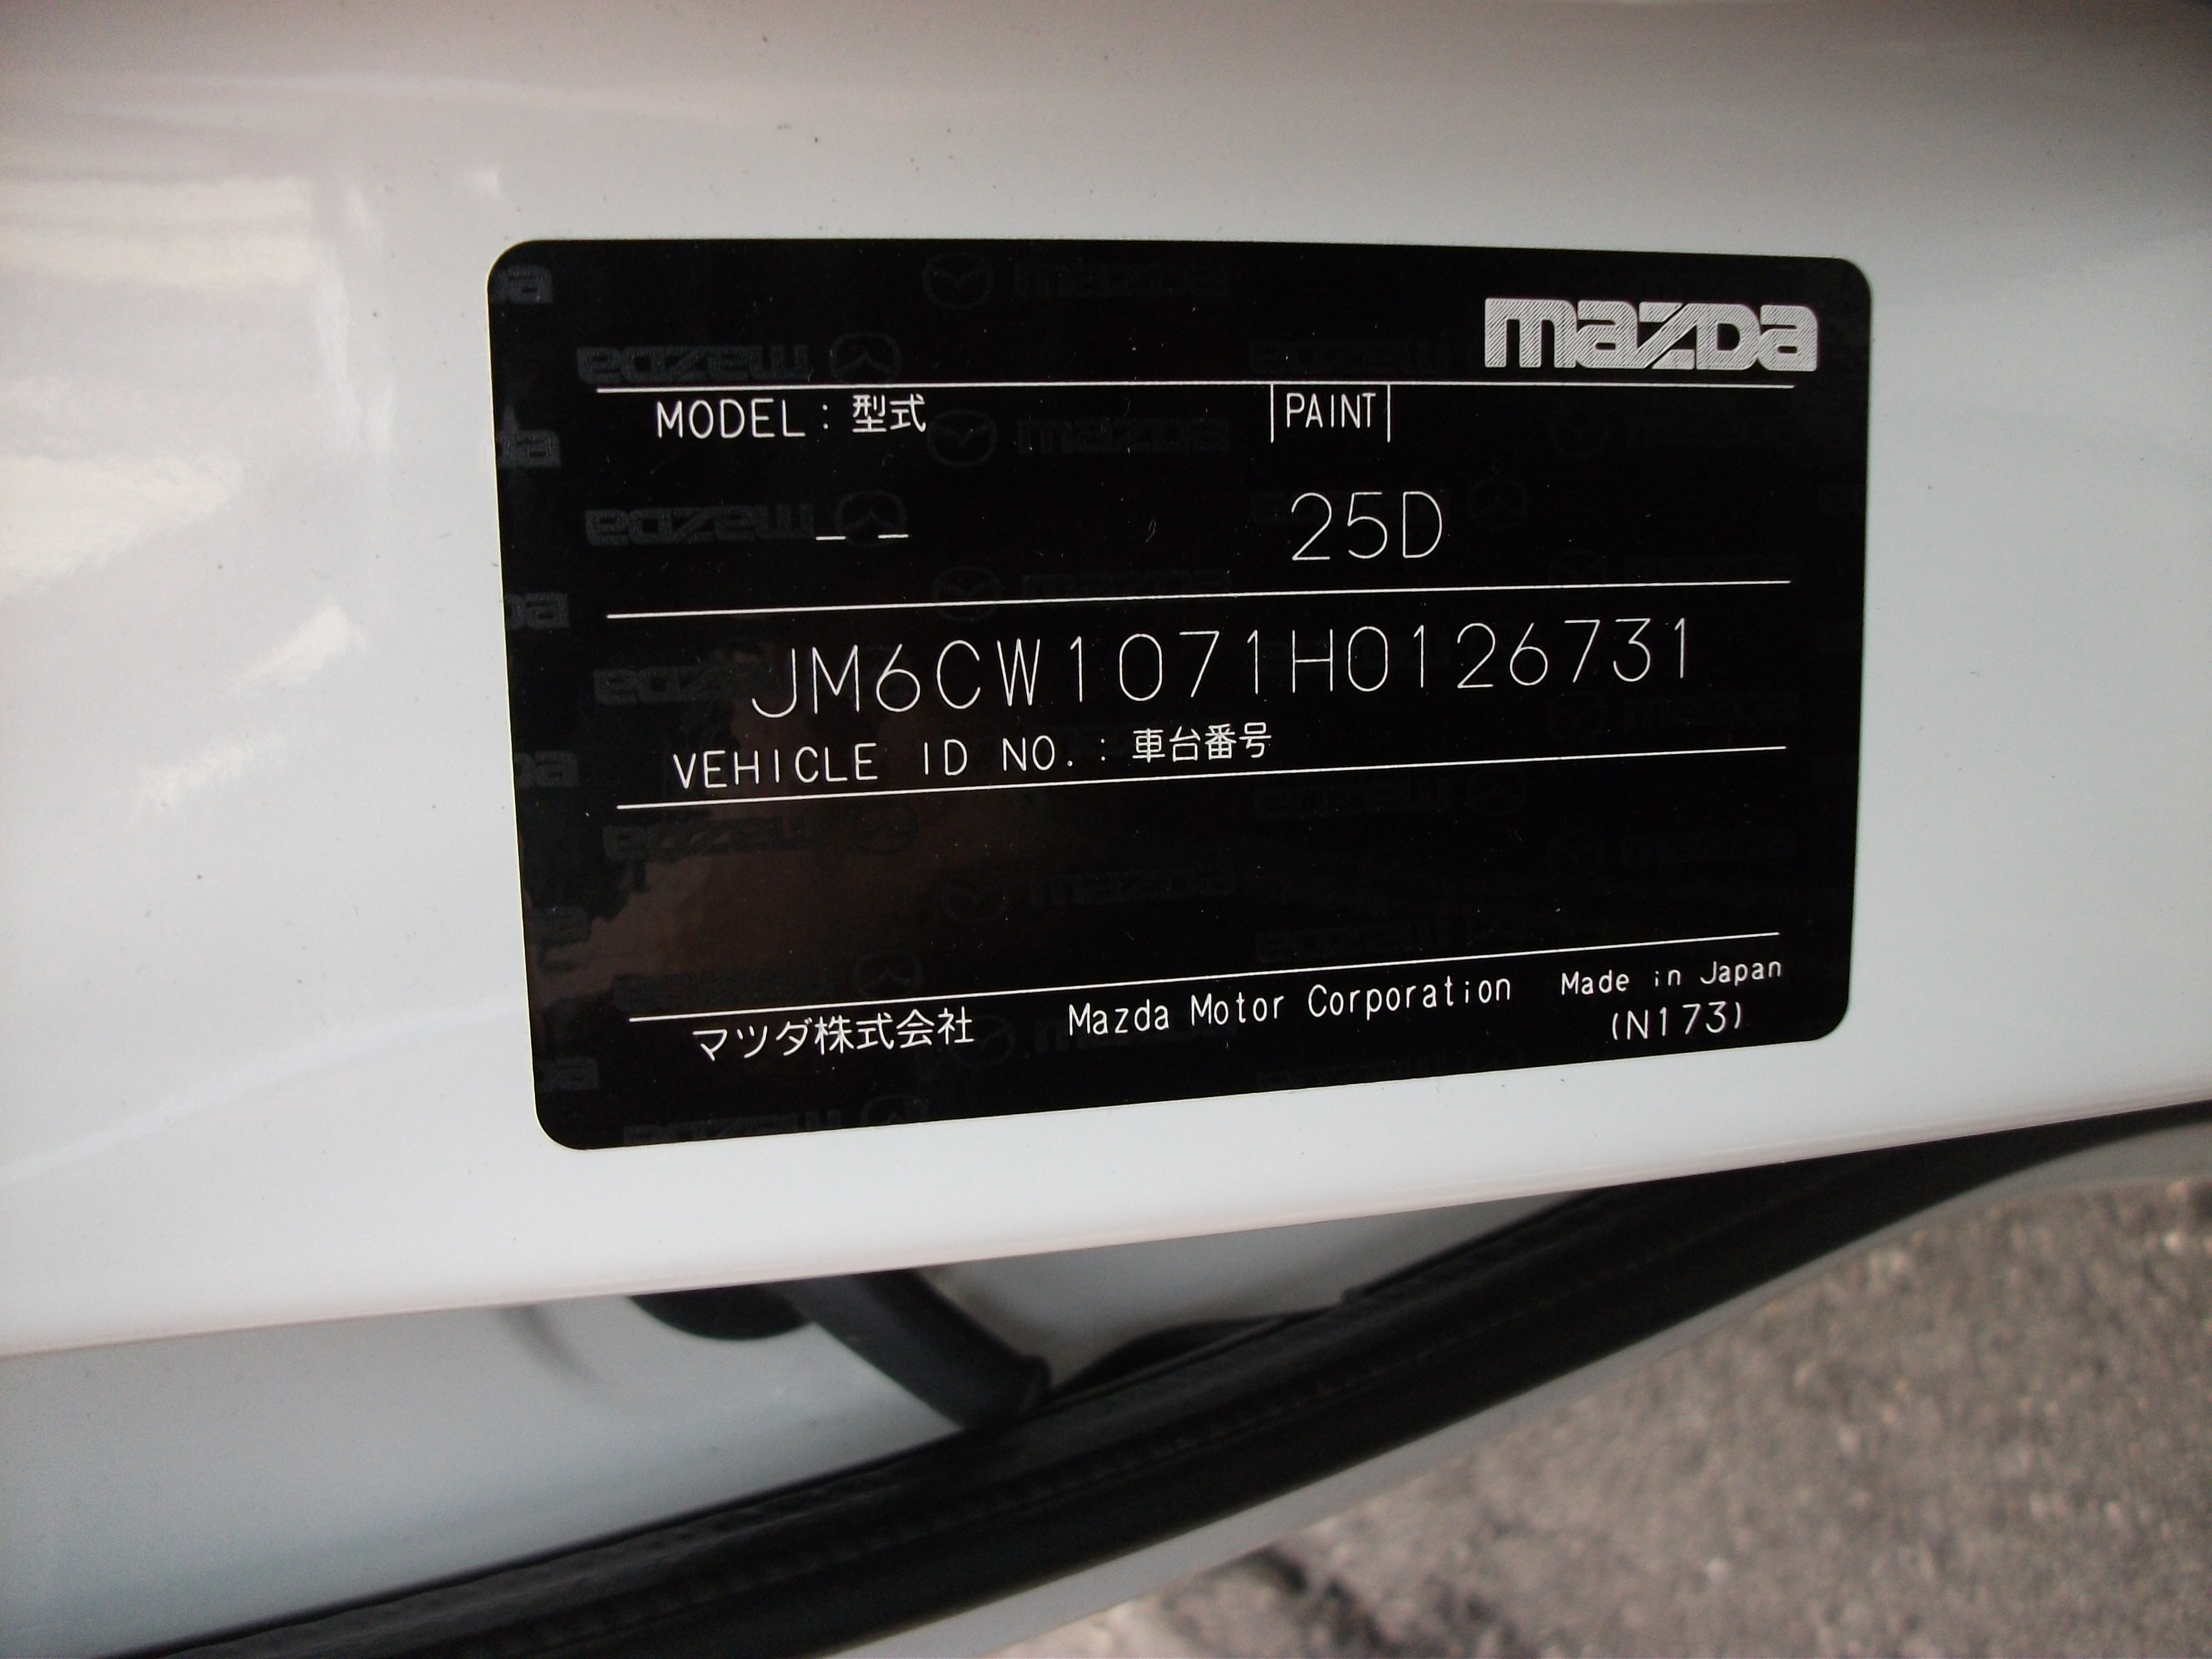 mazda
MODEL : 型式 PAINT
– – 25D
JM6CW1071H0126731
VEHICLE ID NO. : 車台番号
マツダ株式会社 Mazda Motor Corporation Made in Japan
(N173)